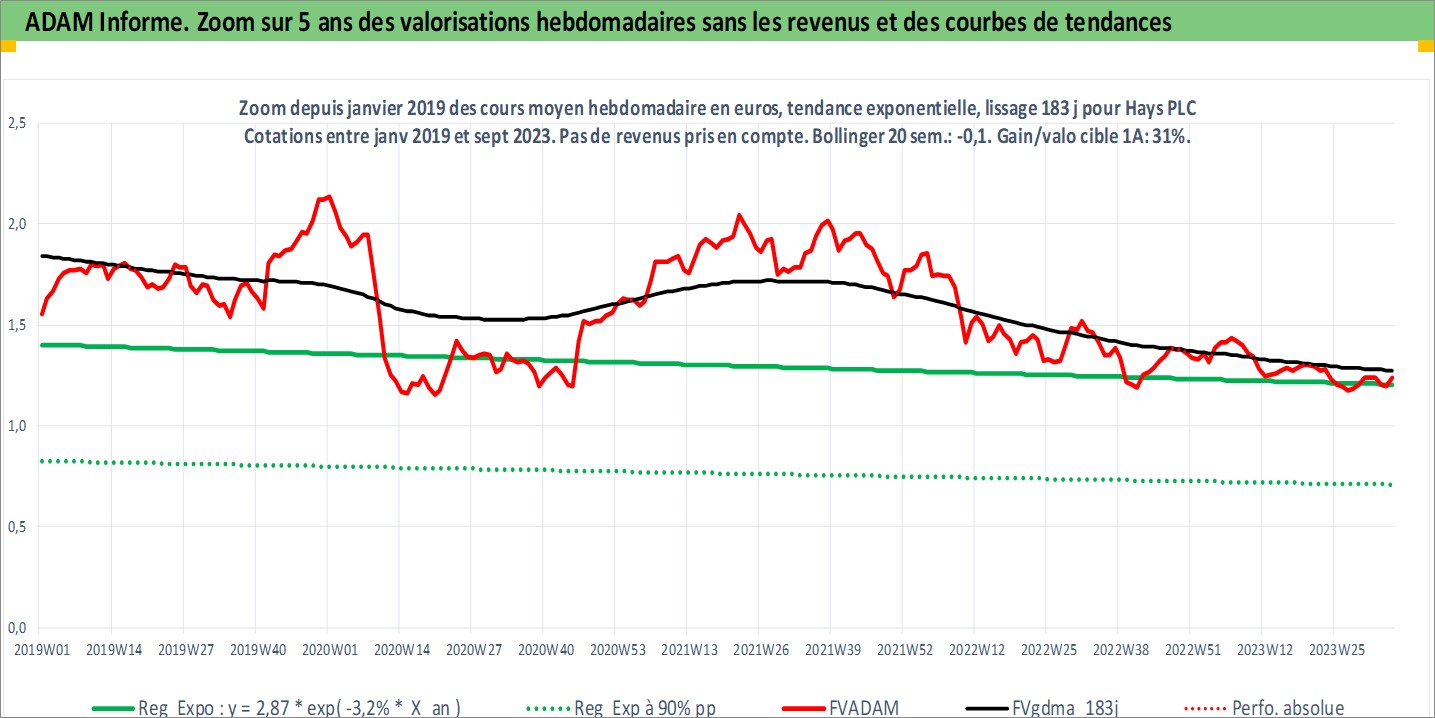 ADAM Informe. Zoom sur 5 ans des valorisations hebdomadaires sans les revenus et des courbes de tendances
Zoom depuis janvier 2019 des cours moyen hebdomadaire en euros, tendance exponentielle, lissage 183 j pour Hays PLC
Cotations entre janv 2019 et sept 2023. Pas de revenus pris en compte. Bollinger 20 sem.: -0,1. Gain/valo cible 1A: 31%.
2,5
2,0
1,5
1,0
0,5
0,0
2019W01 2019W14 2019W27 2019W40 2020W01 2020W14 2020W27 2020W40 2020W53 2021W13 2021W26 2021W39 2021W52 2022W12 2022W25 2022W38 2022W51 2023W12 2023W25
Reg Expo : y = 2,87 * exp( -3,2% * X an ) Reg Exp à 90% pp FVADAM FVgdma 183j Perfo. absolue